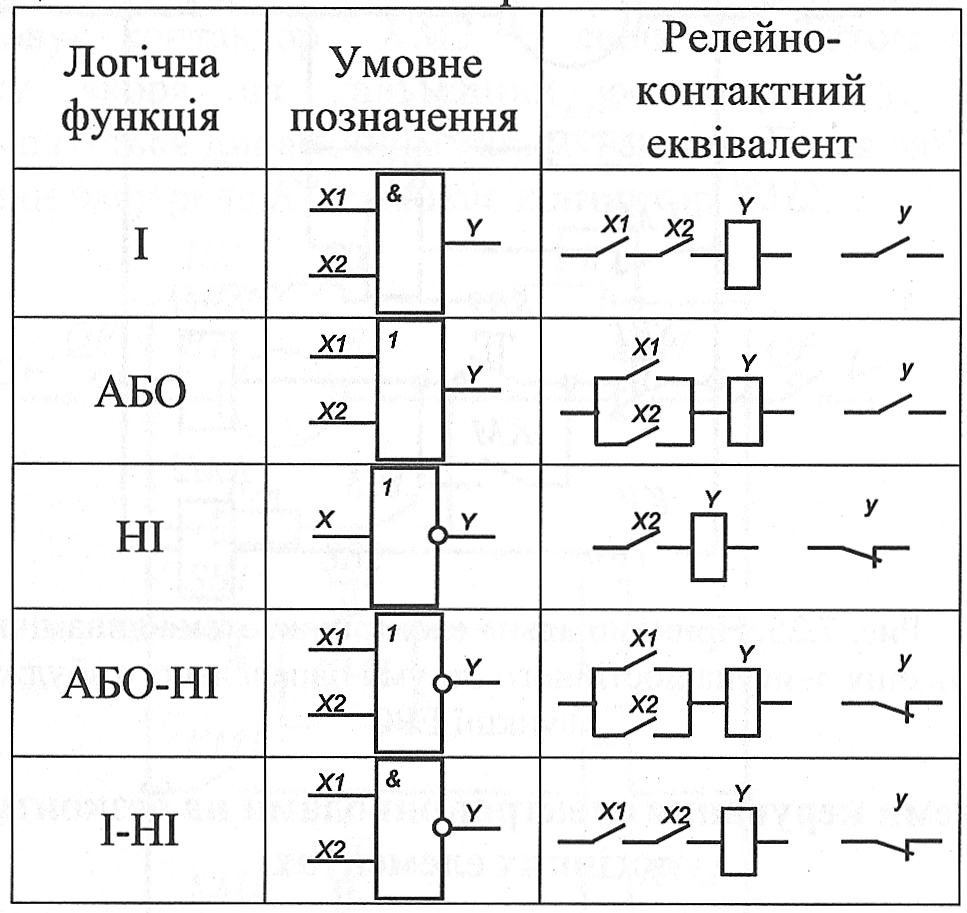 Логічна функція
Умовне позначення
Релейно-контактний еквівалент
І
X1
X2
&
Y
X1
X2
Y
y
АБО
X1
X2
1
Y
X1
X2
Y
y
НІ
X
1
Y
X2
Y
y
АБО-НІ
X1
X2
1
Y
X1
X2
Y
y
І-НІ
X1
X2
&
Y
X1
X2
Y
y